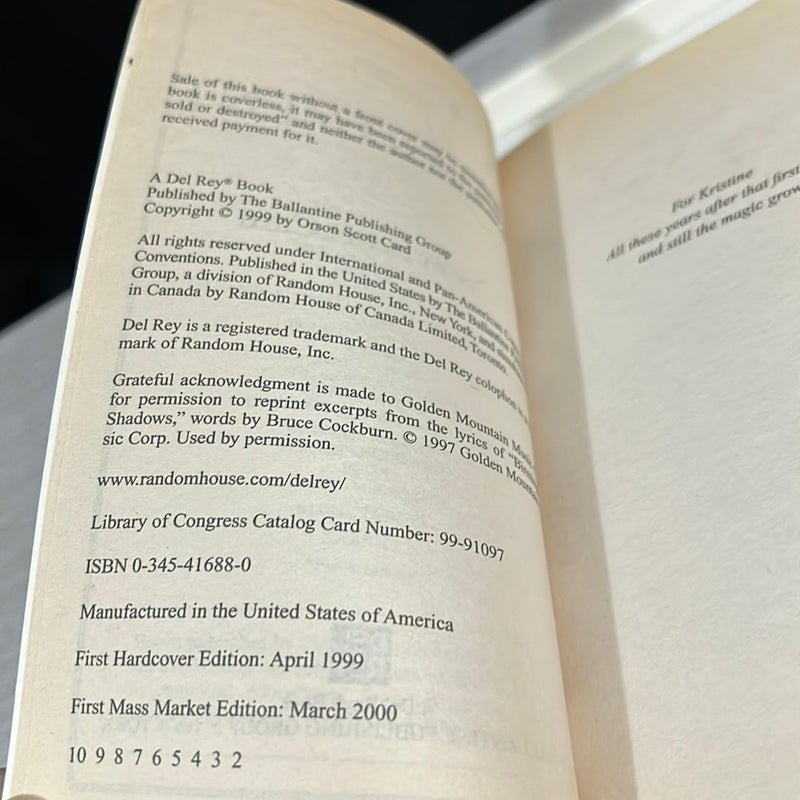 Sale of this book without a front cover may be
book is coverless, it may have been reported to the
sold or destroyed" and neither the author nor the
received payment for it.
A Del Rey® Book
Published by The Ballantine Publishing Group
Copyright © 1999 by Orson Scott Card
All rights reserved under International and Pan-American
Conventions. Published in the United States by The Ballantine
Group, a division of Random House, Inc., New York, and
in Canada by Random House of Canada Limited, Toronto.
Del Rey is a registered trademark and the Del Rey colophon is
mark of Random House, Inc.
Grateful acknowledgment is made to Golden Mountain
for permission to reprint excerpts from the lyrics of
Shadows," words by Bruce Cockburn. © 1997 Golden
sic Corp. Used by permission.
www.randomhouse.com/delrey/
Library of Congress Catalog Card Number: 99-91097
ISBN 0-345-41688-0
Manufactured in the United States of America
First Hardcover Edition: April 1999
First Mass Market Edition: March 2000
10 9 8 7 6 5 4 3 2
For Kristine
All these years after that first
and still the magic grow